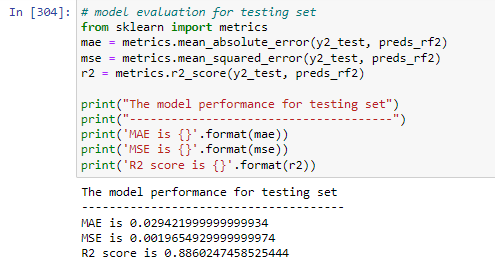 In [304]: # model evaluation for testing set
from sklearn import metrics
mae = metrics.mean_absolute_error(y2_test, preds_rf2)
mse = metrics.mean_squared_error(y2_test, preds_rf2)
r2 = metrics.r2_score(y2_test, preds_rf2)
print("The model performance for testing set")
print("--------------------------------------")
print('MAE is {}'.format(mae))
print('MSE is {}'.format(mse))
print('R2 score is {}'.format(r2))
The model performance for testing set
--------------------------------------
MAE is 0.029421999999999934
MSE is 0.0019654929999999974
R2 score is 0.8860247458525444